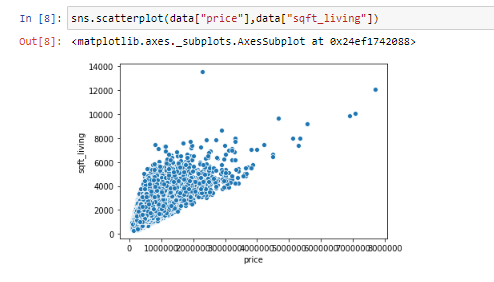 In [8]: sns.scatterplot(data["price"],data["sqft_living"])
Out[8]: <matplotlib.axes._subplots.AxesSubplot at 0x24ef1742088>
14000
12000
10000
8000
6000
4000
2000
0
sqft_living
0 1000000 2000000 3000000 4000000 5000000 6000000 7000000 8000000
price